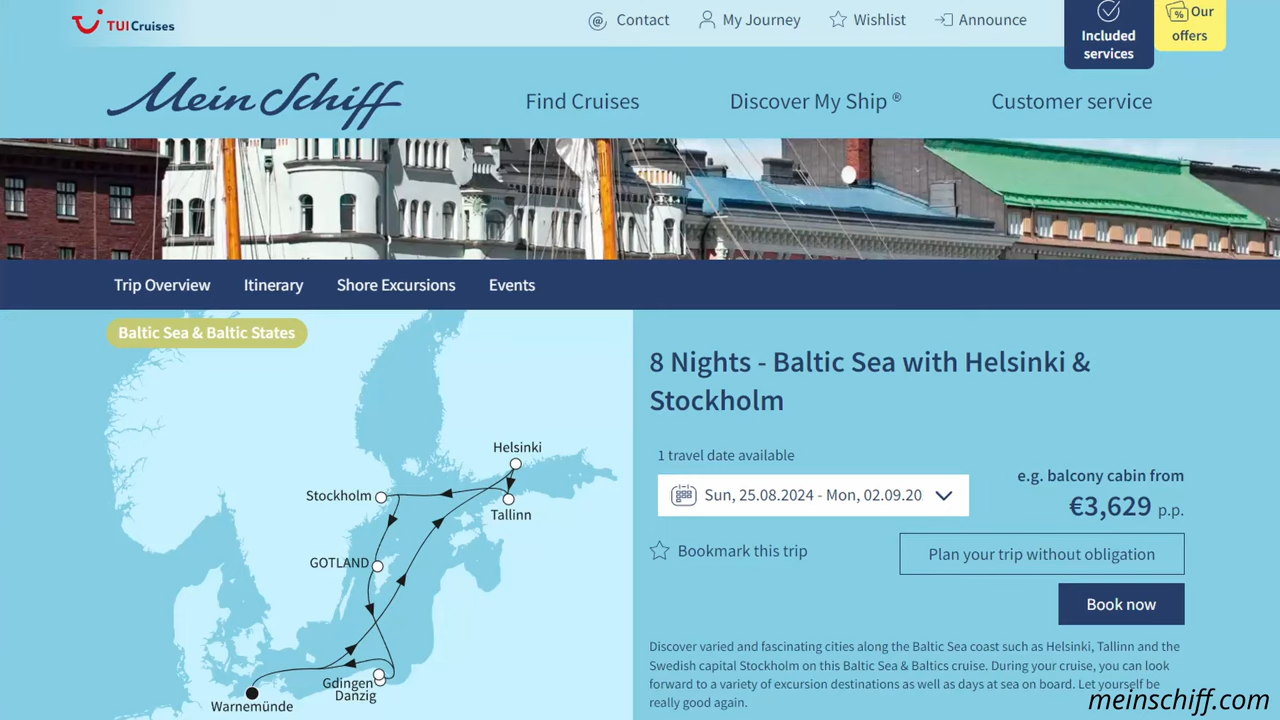 TUI Cruises
Contact
My Journey
Wishlist
Announce
Included
services
% Our
offers
Mein Schiff
Find Cruises
Discover My Ship ®
Customer service
Trip Overview
Itinerary
Shore Excursions
Events
Baltic Sea & Baltic States
Helsinki
Stockholm
Tallinn
GOTLAND
Gdingen
Danzig
Warnemünde
8 Nights - Baltic Sea with Helsinki &
Stockholm
1 travel date available
Sun, 25.08.2024 - Mon, 02.09.20
e.g. balcony cabin from
€3,629 p.p.
Bookmark this trip
Plan your trip without obligation
Book now
Discover varied and fascinating cities along the Baltic Sea coast such as Helsinki, Tallinn and the
Swedish capital Stockholm on this Baltic Sea & Baltics cruise. During your cruise, you can look
forward to a variety of excursion destinations as well as days at sea on board. Let yourself be
really good again.
meinschiff.com